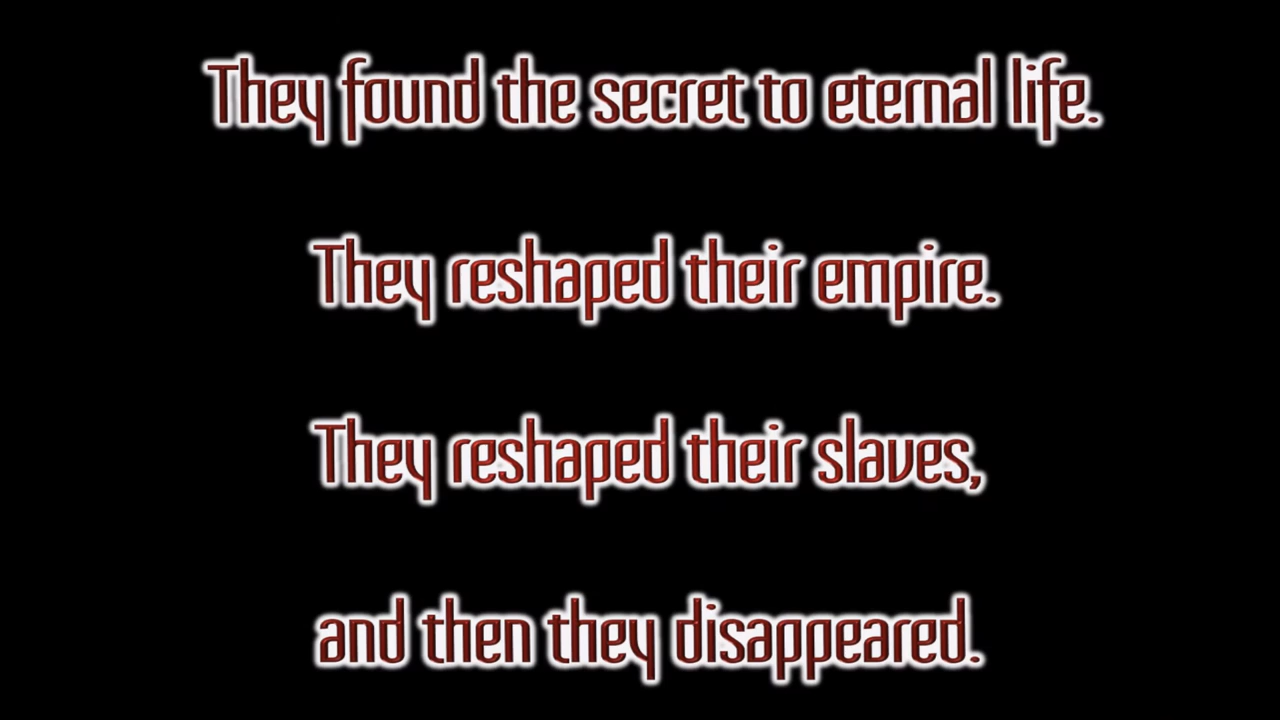 They found the secret to eternal life.
They reshaped their empire.
They reshaped their slaves,
and then they disappeared.